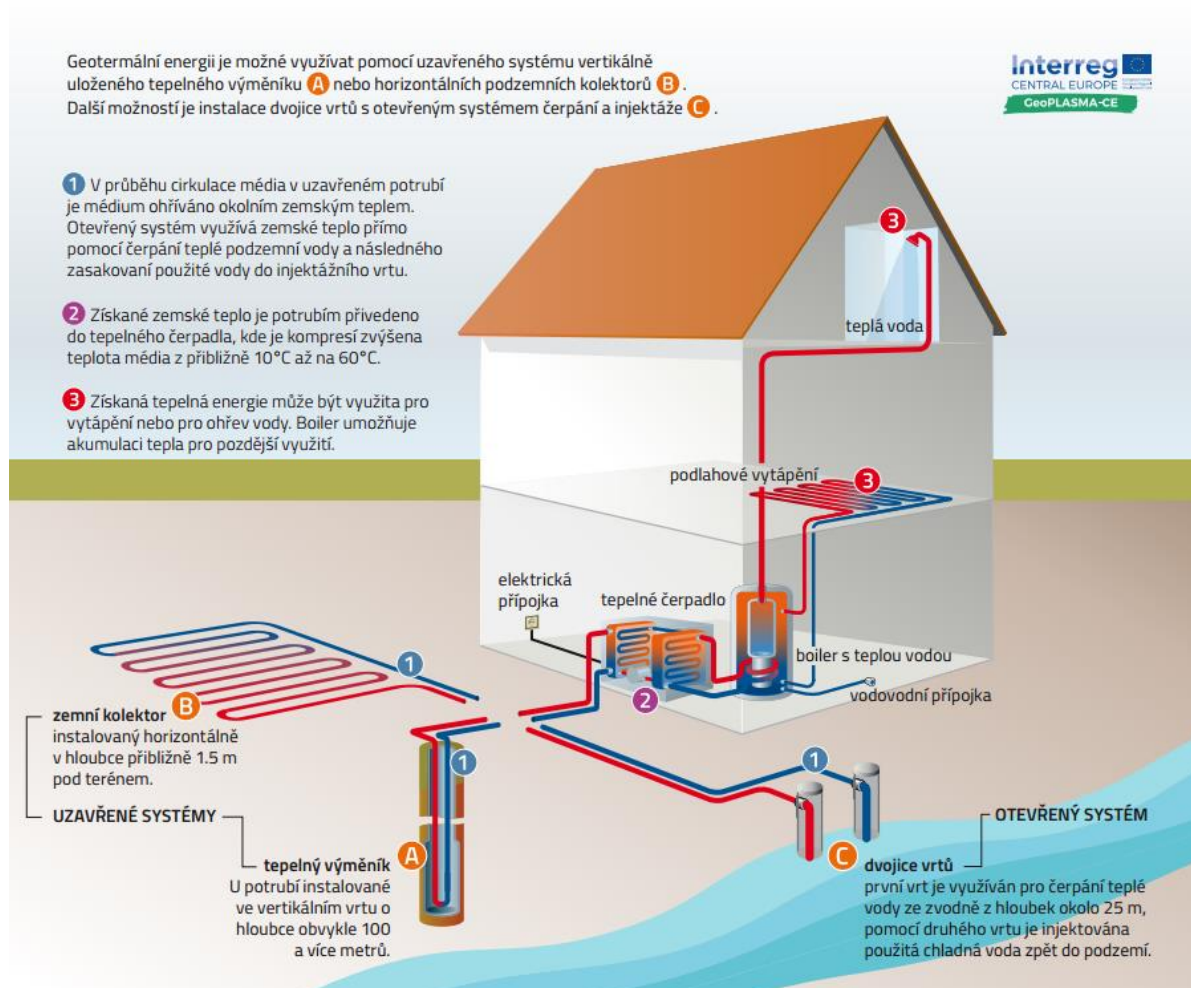 Geotermální energii je možné využívat pomocí uzavřeného systému vertikálně
uloženého tepelného výměníku A nebo horizontálních podzemních kolektorů B .
Další možností je instalace dvojice vrtů s otevřeným systémem čerpání a injektáže C .
Interreg
CENTRAL EUROPE
GeoPLASMA-CE
1 V průběhu cirkulace média v uzavřeném potrubí
je médium ohříváno okolním zemským teplem.
Otevřený systém využívá zemské teplo přímo
pomocí čerpání teplé podzemní vody a následného
zasakovaní použité vody do injektážního vrtu.
2 Získané zemské teplo je potrubím přivedeno
do tepelného čerpadla, kde je kompresí zvýšena
teplota média z přibližně 10°C až na 60°C.
3 Získaná tepelná energie může být využita pro
vytápění nebo pro ohřev vody. Boiler umožňuje
akumulaci tepla pro pozdější využití.
3
teplá voda
podlahové vytápění
3
elektrická
přípojka
tepelné čerpadlo
boiler s teplou vodou
vodovodní přípojka
2
1
B
zemní kolektor
instalovaný horizontálně
v hloubce přibližně 1.5 m
pod terénem.
UZAVŘENÉ SYSTÉMY
1
A
tepelný výměník
U potrubí instalované
ve vertikálním vrtu o
hloubce obvykle 100
a více metrů.
1
C
OTEVŘENÝ SYSTÉM
dvojice vrtů
první vrt je využíván pro čerpání teplé
vody ze zvodně z hloubek okolo 25 m,
pomocí druhého vrtu je injektována
použitá chladná voda zpět do podzemí.